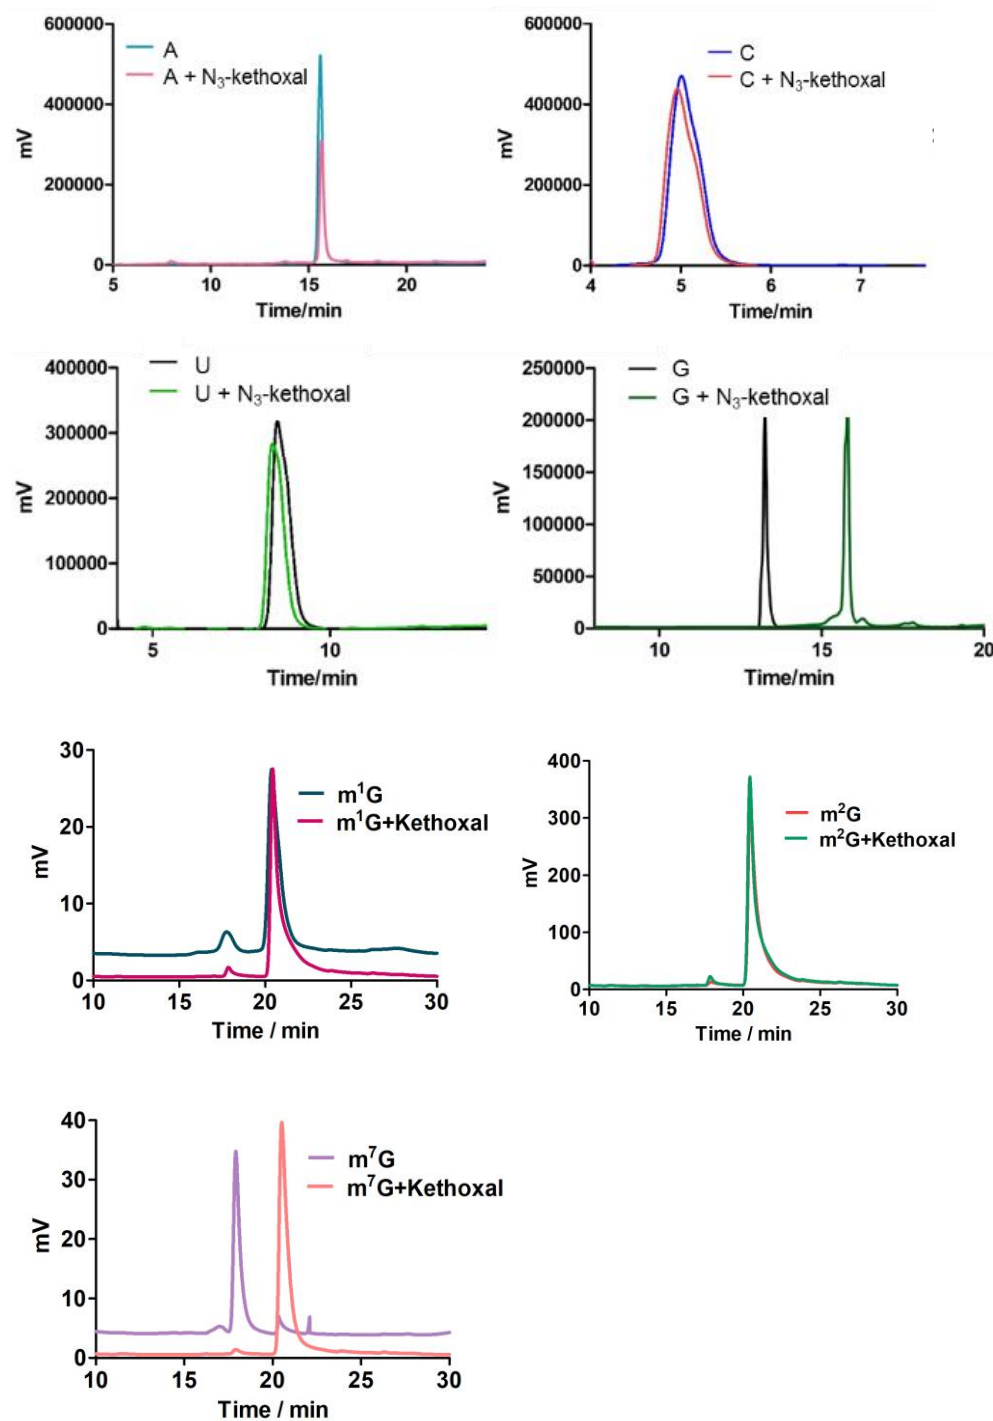 600000
400000
200000
0
mV
A
A + N₃-kethoxal
5 10 15 20
Time/min
600000
400000
200000
0
mV
C
C + N₃-kethoxal
4 5 6 7
Time/min
400000
300000
200000
100000
0
mV
U
U + N₃-kethoxal
5 10
Time/min
250000
200000
150000
100000
50000
0
mV
G
G + N₃-kethoxal
10 15 20
Time/min
30
20
10
0
mV
m¹G
m¹G+Kethoxal
10 15 20 25 30
Time / min
400
300
200
100
0
mV
m²G
m²G+Kethoxal
10 15 20 25 30
Time / min
40
30
20
10
0
mV
m⁷G
m⁷G+Kethoxal
10 15 20 25 30
Time / min